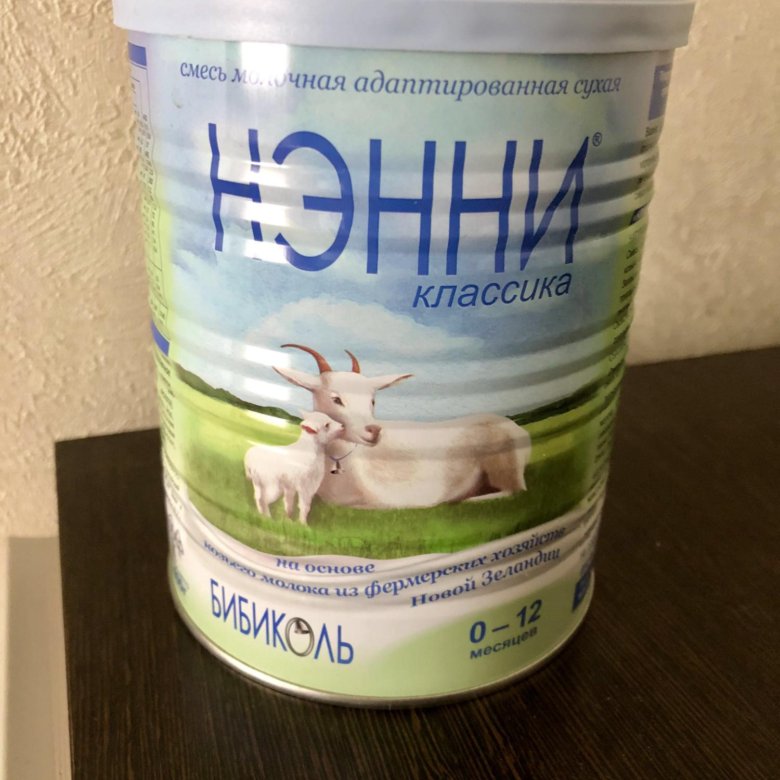 смесь молочная адаптированная сухая
НЭННИ®
классика
на основе
козьего молока из фермерских хозяйств
Новой Зеландии
БИБИКОЛЬ
0 – 12
месяцев